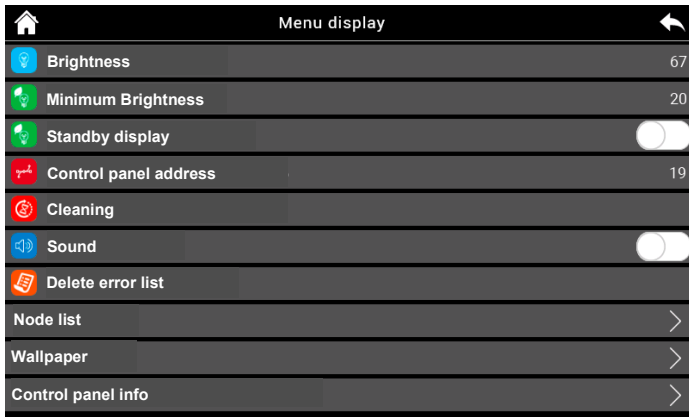 Menu display
Brightness 67
Minimum Brightness 20
Standby display
Control panel address 19
Cleaning
Sound
Delete error list
Node list
Wallpaper
Control panel info